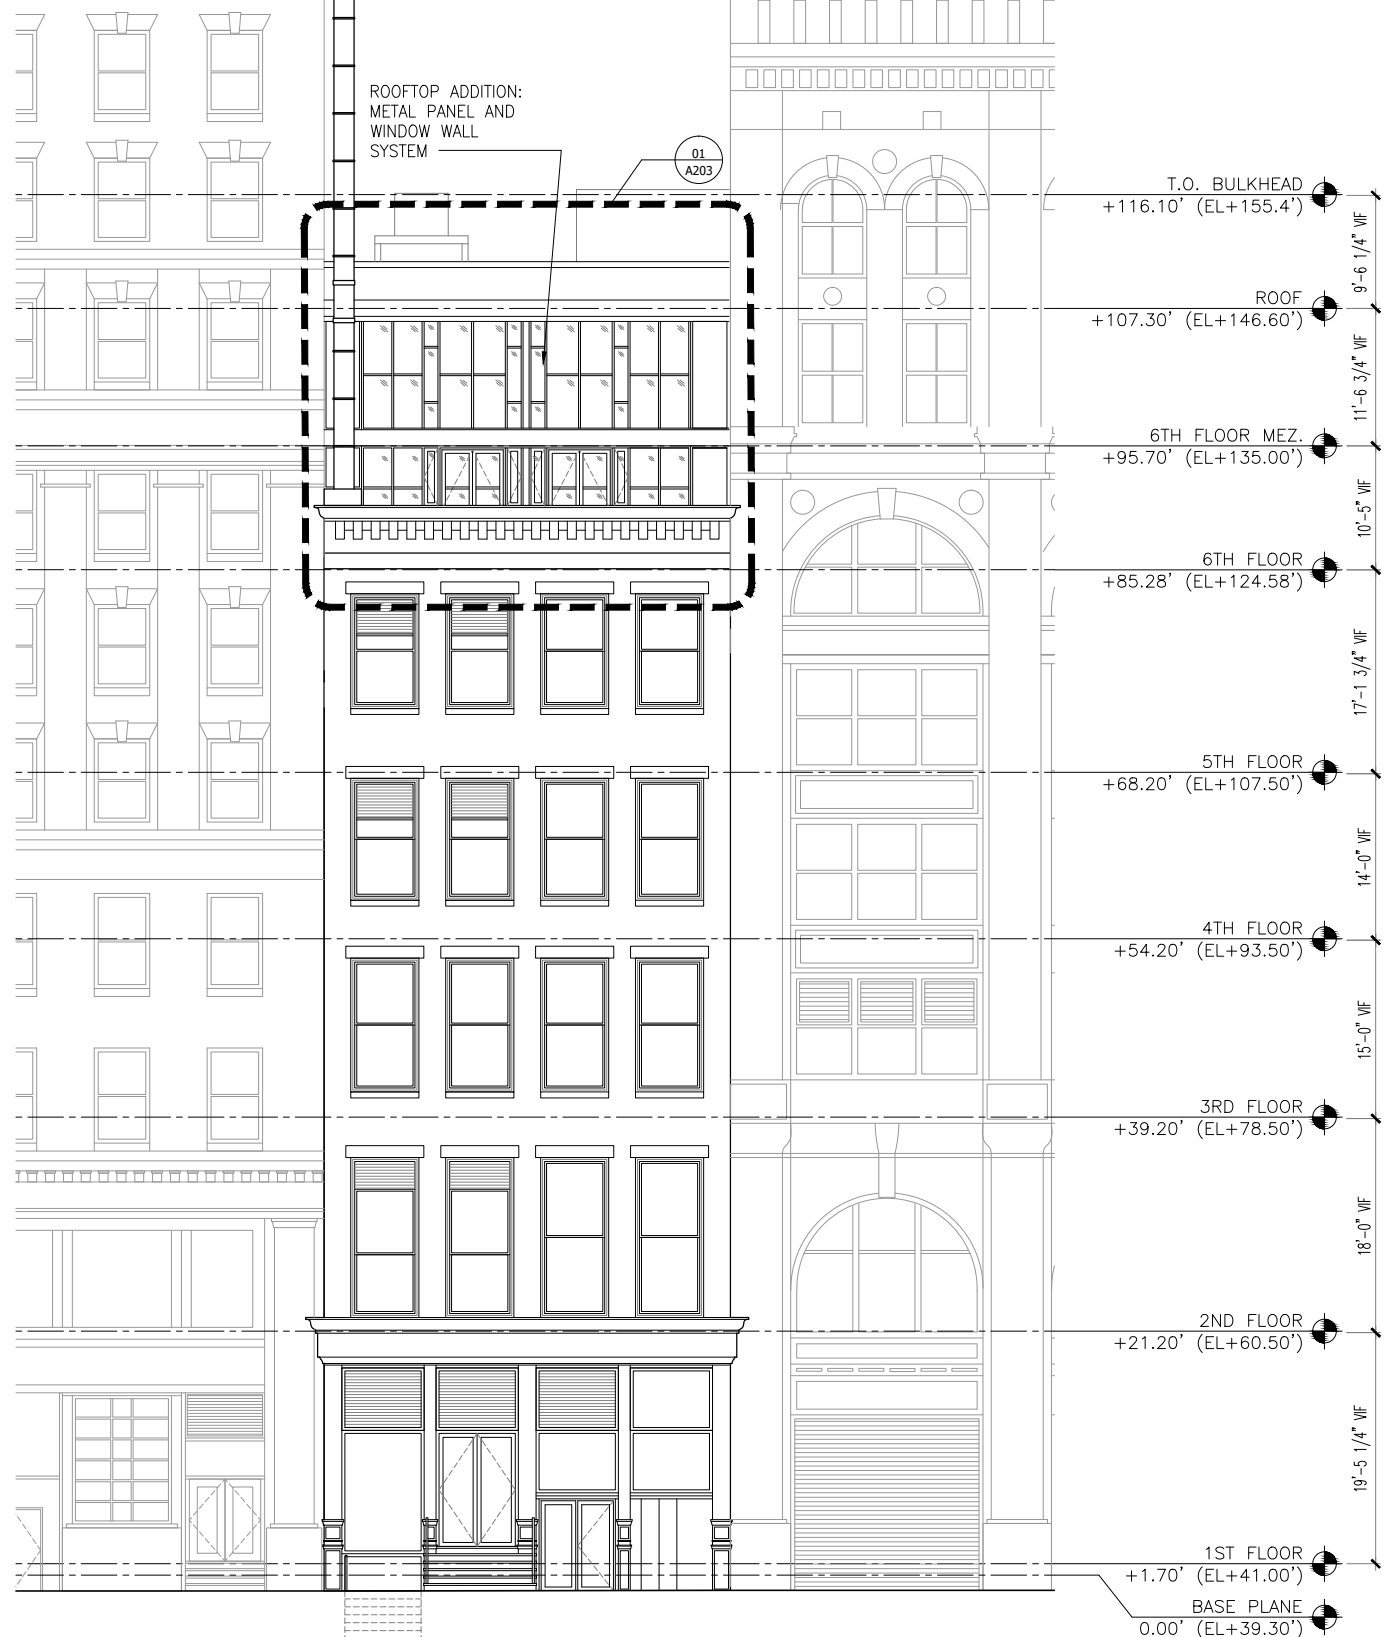 ROOFTOP ADDITION:
METAL PANEL AND
WINDOW WALL
SYSTEM
01
A203
T.O. BULKHEAD
+116.10' (EL+155.4')
9'-6 1/4" VIF
ROOF
+107.30' (EL+146.60')
11'-6 3/4" VIF
6TH FLOOR MEZ.
+95.70' (EL+135.00')
10'-5" VIF
6TH FLOOR
+85.28' (EL+124.58')
17'-1 3/4" VIF
5TH FLOOR
+68.20' (EL+107.50')
14'-0" VIF
4TH FLOOR
+54.20' (EL+93.50')
15'-0" VIF
3RD FLOOR
+39.20' (EL+78.50')
18'-0" VIF
2ND FLOOR
+21.20' (EL+60.50')
19'-5 1/4" VIF
1ST FLOOR
+1.70' (EL+41.00')
BASE PLANE
0.00' (EL+39.30')